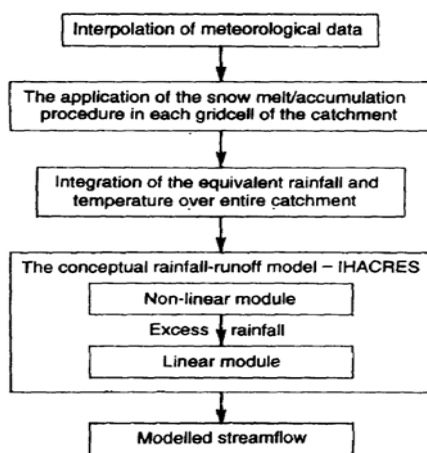 Interpolation of meteorological data
The application of the snow melt/accumulation
procedure in each gridcell of the catchment
Integration of the equivalent rainfall and
temperature over entire catchment
The conceptual rainfall-runoff model – IHACRES
Non-linear module
Excess rainfall
Linear module
Modelled streamflow